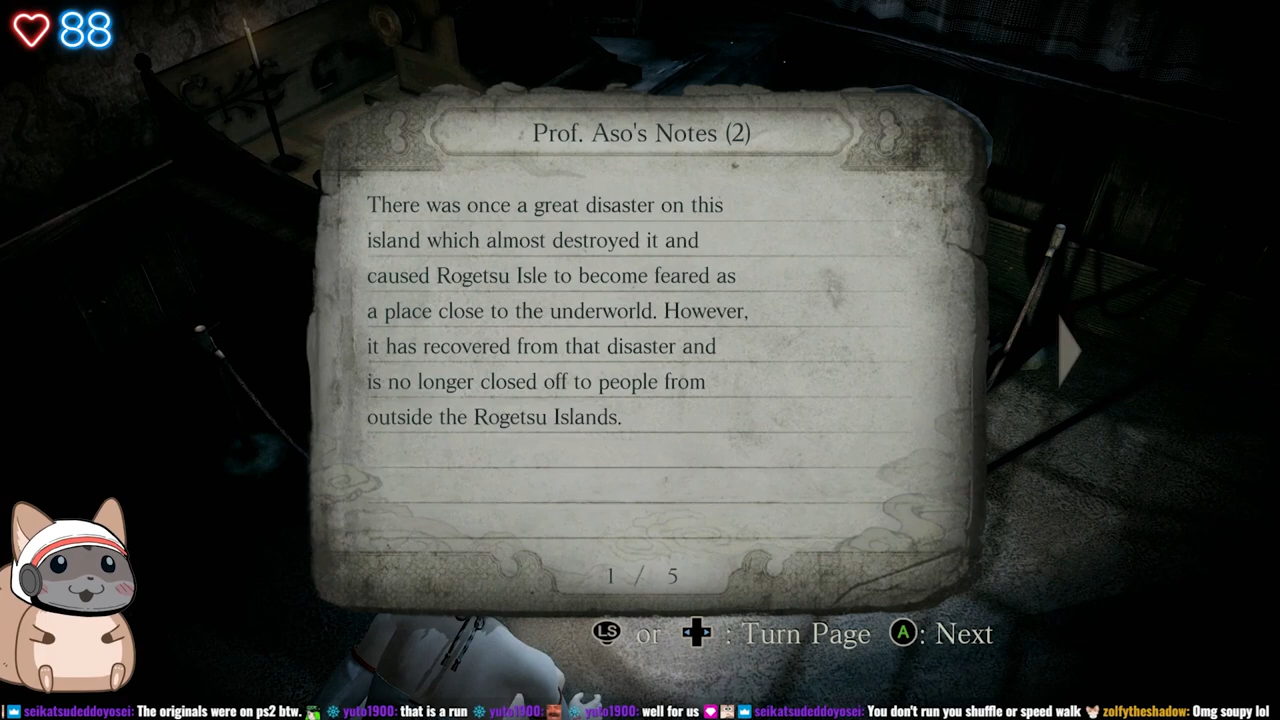 88
Prof. Aso's Notes (2)
There was once a great disaster on this
island which almost destroyed it and
caused Rogetsu Isle to become feared as
a place close to the underworld. However,
it has recovered from that disaster and
is no longer closed off to people from
outside the Rogetsu Islands.
1 / 5
LS or : Turn Page A : Next
seikatsudeddoyosei: The originals were on ps2 btw. yuto1900: that is a run yuto1900: yuto1900: well for us seikatsudeddoyosei: You don't run you shuffle or speed walk zolfytheshadow: Omg soupy lol